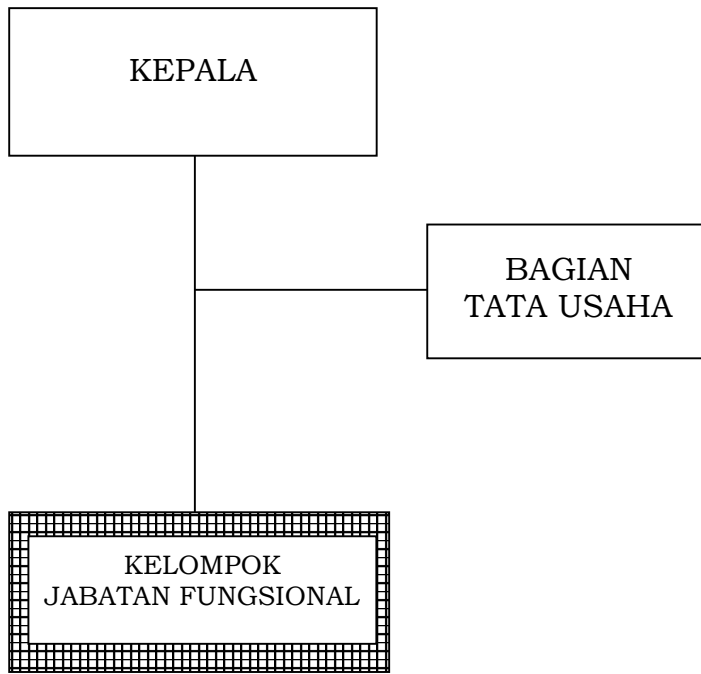 KEPALA
BAGIAN
TATA USAHA
KELOMPOK
JABATAN FUNGSIONAL